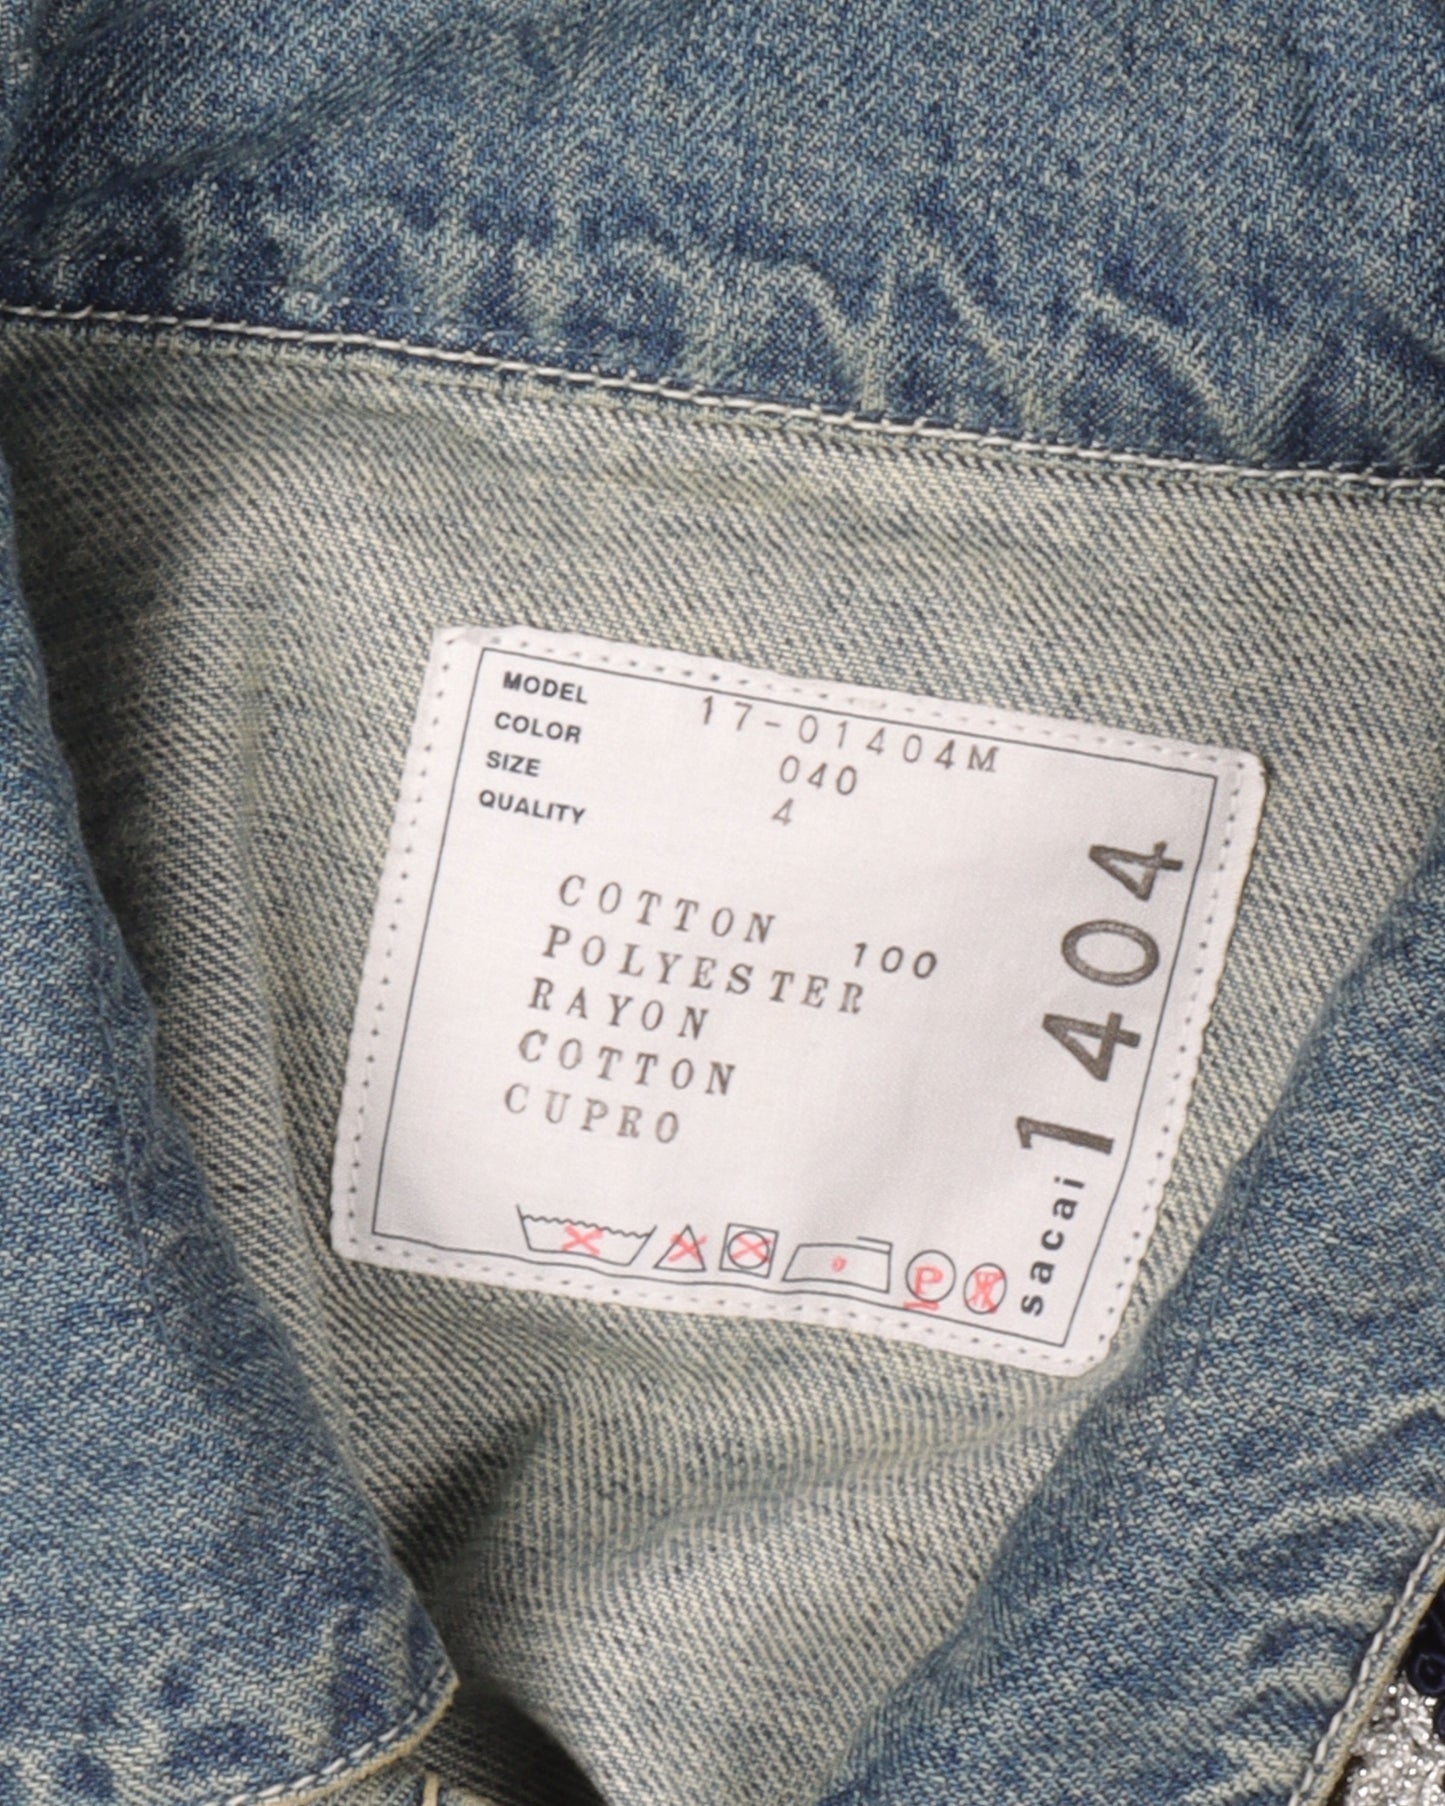 MODEL 17-01404M
COLOR 040
SIZE 4
QUALITY
COTTON 100
POLYESTER
RAYON
COTTON
CUPRO
P
sacai 1404